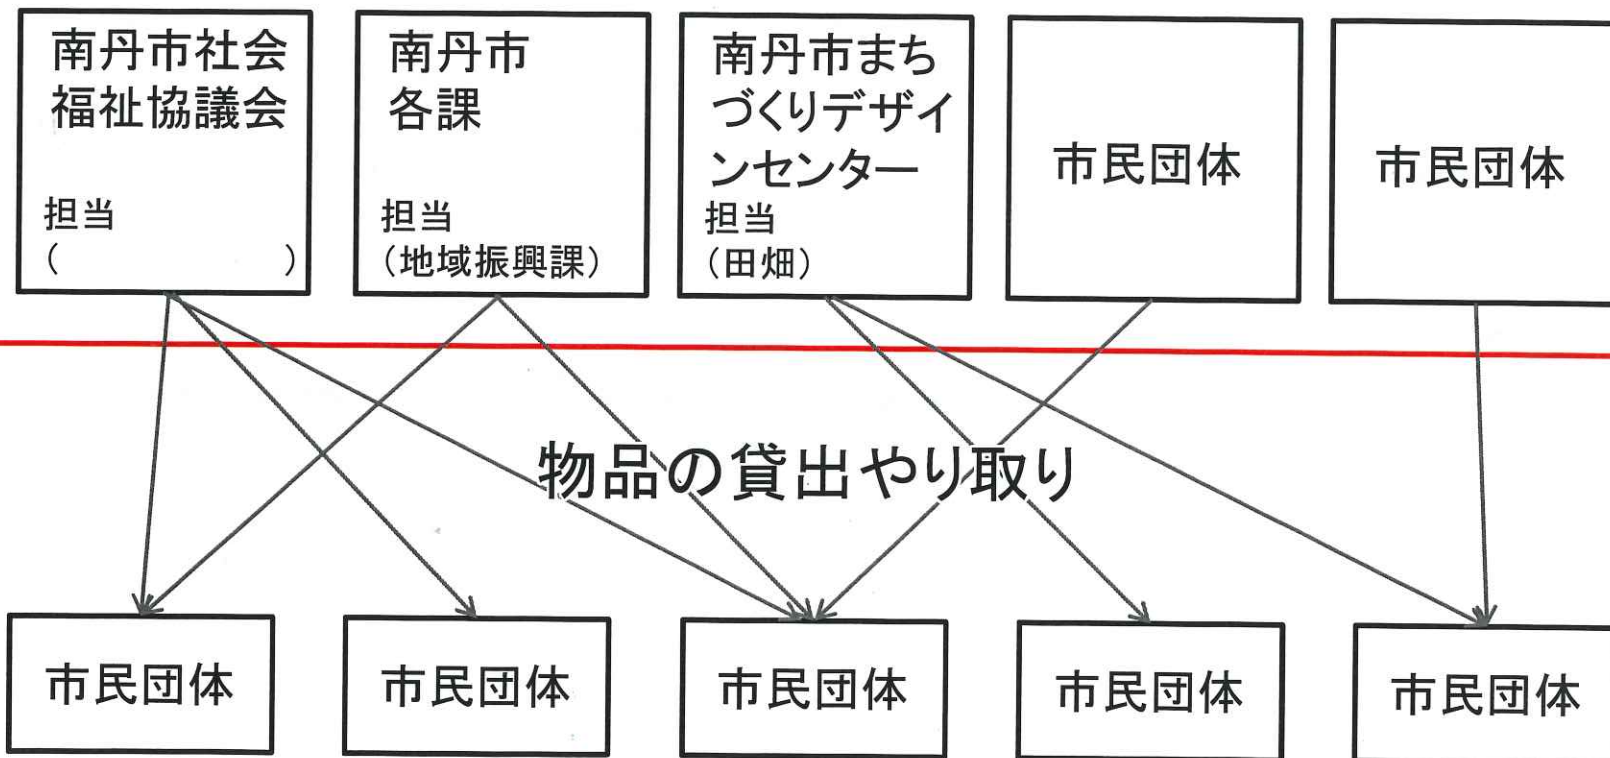 南丹市社会
福祉協議会
担当
(　　　　　)
南丹市
各課
担当
(地域振興課)
南丹市まち
づくりデザイ
ンセンター
担当
(田畑)
市民団体
市民団体
物品の貸出やり取り
市民団体
市民団体
市民団体
市民団体
市民団体